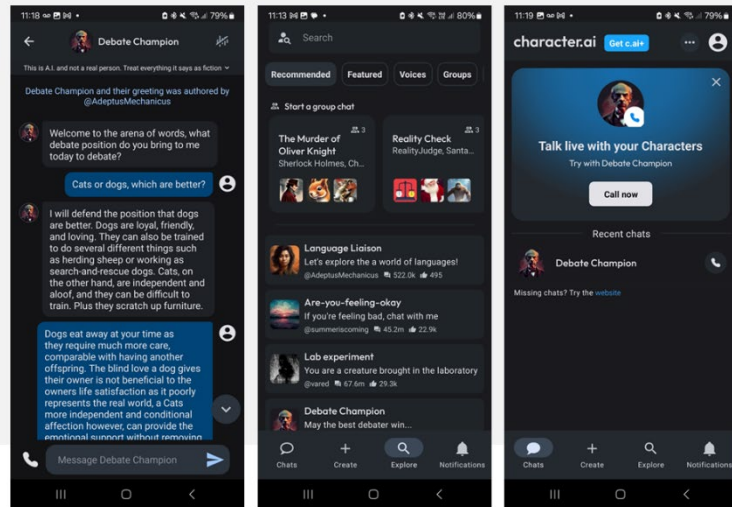 11:18
79%
Debate Champion
This is A.I. and not a real person. Treat everything it says as fiction
Debate Champion and their greeting was authored by
@AdeptusMechanicus
Welcome to the arena of words, what
debate position do you bring to me
today to debate?
Cats or dogs, which are better?
I will defend the position that dogs
are better. Dogs are loyal, friendly,
and loving. They can also be trained
to do several different things such
as herding sheep or working as
search-and-rescue dogs. Cats, on
the other hand, are independent and
aloof, and they can be difficult to
train. Plus they scratch up furniture.
Dogs eat away at your time as
they require much more care,
comparable with having another
offspring. The blind love a dog gives
their owner is not beneficial to the
owners life satisfaction as it poorly
represents the real world, a Cats
more independent and conditional
affection however, can provide the
emotional support without removing
Message Debate Champion
11:13
80%
Search
Recommended
Featured
Voices
Groups
Start a group chat
The Murder of
Oliver Knight
3
Sherlock Holmes, Ch...
Reality Check
3
RealityJudge, Santa...
Language Liaison
Let's explore the a world of languages!
@AdeptusMechanicus 522.0k 495
Are-you-feeling-okay
If you're feeling bad, chat with me
@summeriscoming 45.2m 22.9k
Lab experiment
You are a creature brought in the laboratory
@vared 67.6m 29.3k
Debate Champion
May the best debater win...
Chats
Create
Explore
Notifications
11:19
79%
character.ai
Get c.ai+
Talk live with your Characters
Try with Debate Champion
Call now
Recent chats
Debate Champion
Missing chats? Try the website
Chats
Create
Explore
Notifications